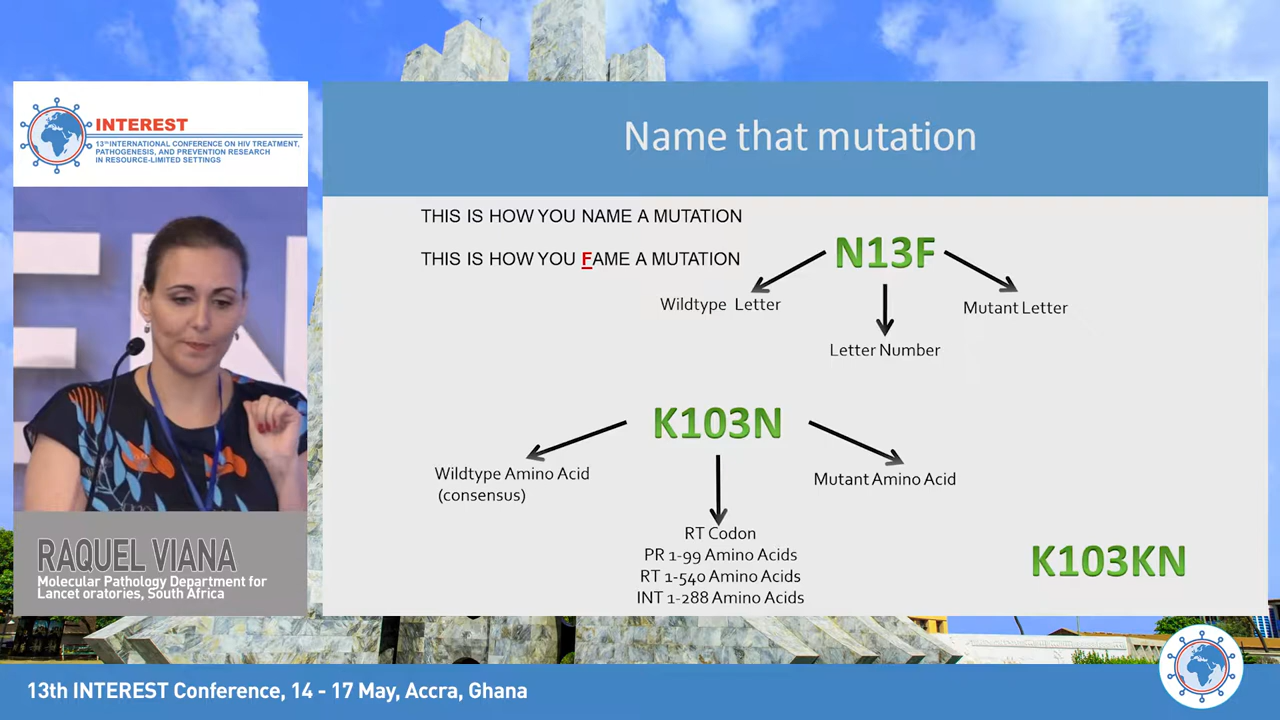 INTEREST
13th INTERNATIONAL CONFERENCE ON HIV TREATMENT,
PATHOGENESIS, AND PREVENTION RESEARCH
IN RESOURCE-LIMITED SETTINGS
EN
RAQUEL VIANA
Molecular Pathology Department for
Lancet oratories, South Africa
Name that mutation
THIS IS HOW YOU NAME A MUTATION
THIS IS HOW YOU FAME A MUTATION
N13F
Wildtype Letter
Mutant Letter
Letter Number
K103N
Wildtype Amino Acid
(consensus)
Mutant Amino Acid
RT Codon
PR 1-99 Amino Acids
RT 1-540 Amino Acids
INT 1-288 Amino Acids
K103KN
13th INTEREST Conference, 14 - 17 May, Accra, Ghana